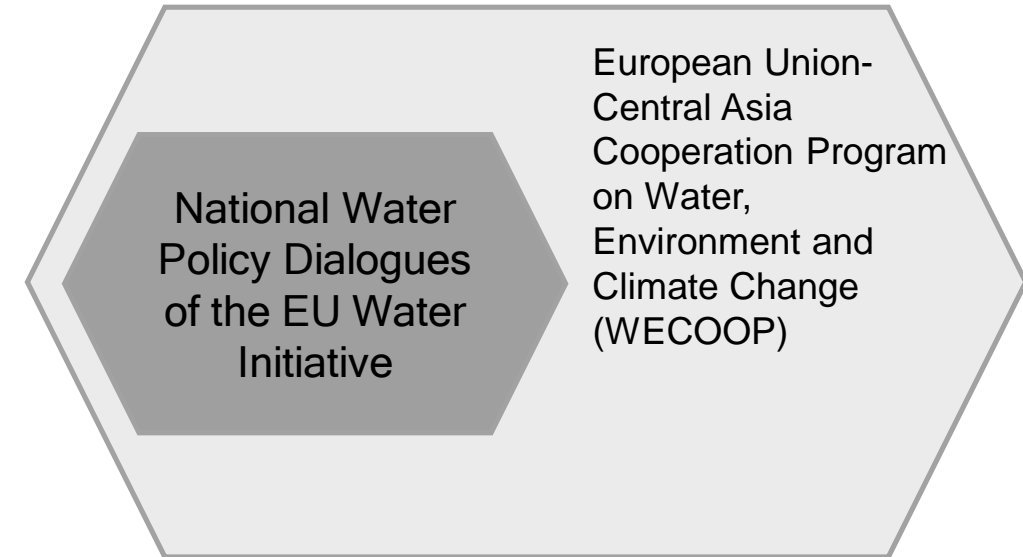 National Water
Policy Dialogues
of the EU Water
Initiative
European Union-
Central Asia
Cooperation Program
on Water,
Environment and
Climate Change
(WECOOP)